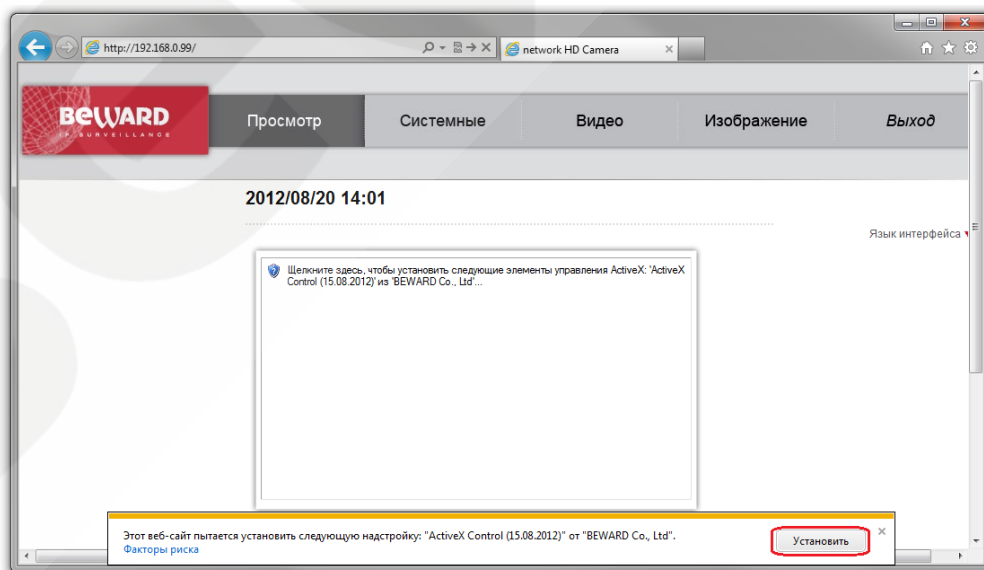 http://192.168.0.99/
network HD Camera
BEWARD
IP SURVEILLANCE
Просмотр
Системные
Видео
Изображение
Выход
2012/08/20 14:01
Язык интерфейса
Щелкните здесь, чтобы установить следующие элементы управления ActiveX: 'ActiveX
Control (15.08.2012)' из 'BEWARD Co., Ltd'...
Этот веб-сайт пытается установить следующую надстройку: "ActiveX Control (15.08.2012)" от "BEWARD Co., Ltd".
Факторы риска
Установить